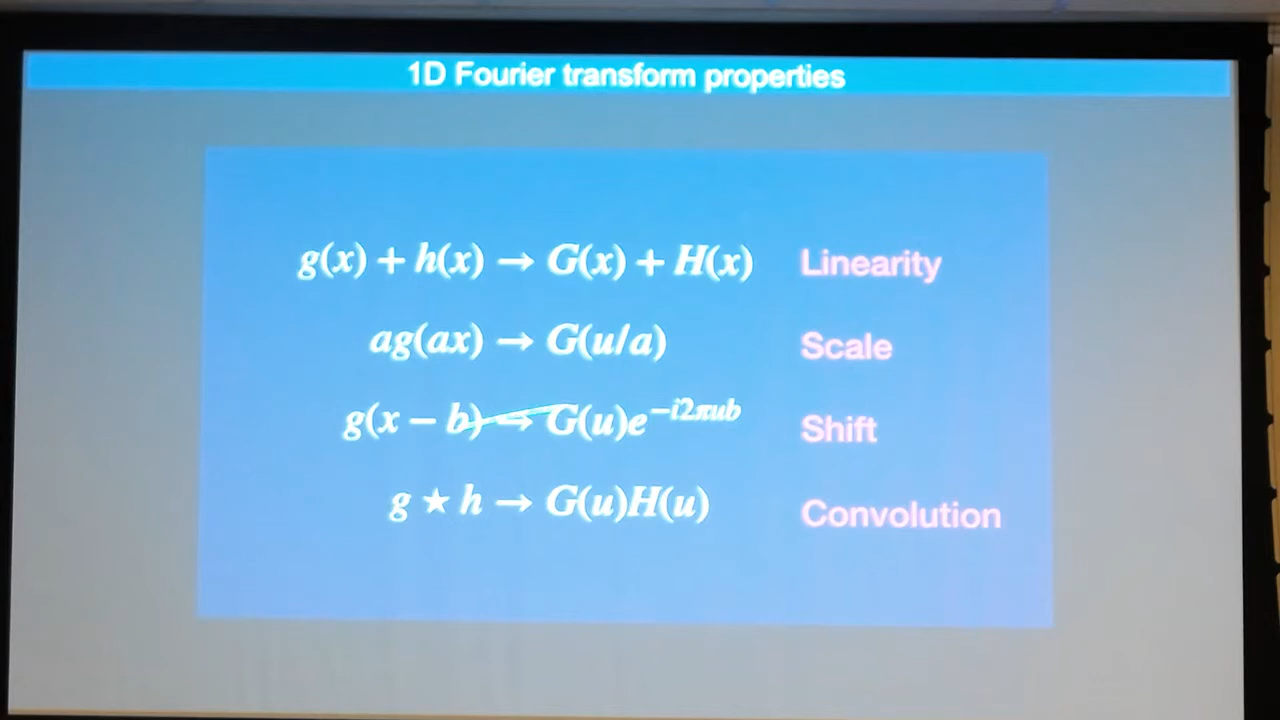 1D Fourier transform properties
g(x) + h(x) → G(x) + H(x) Linearity
ag(ax) → G(u/a) Scale
g(x − b) → G(u)e^{−i2πub} Shift
g ★ h → G(u)H(u) Convolution